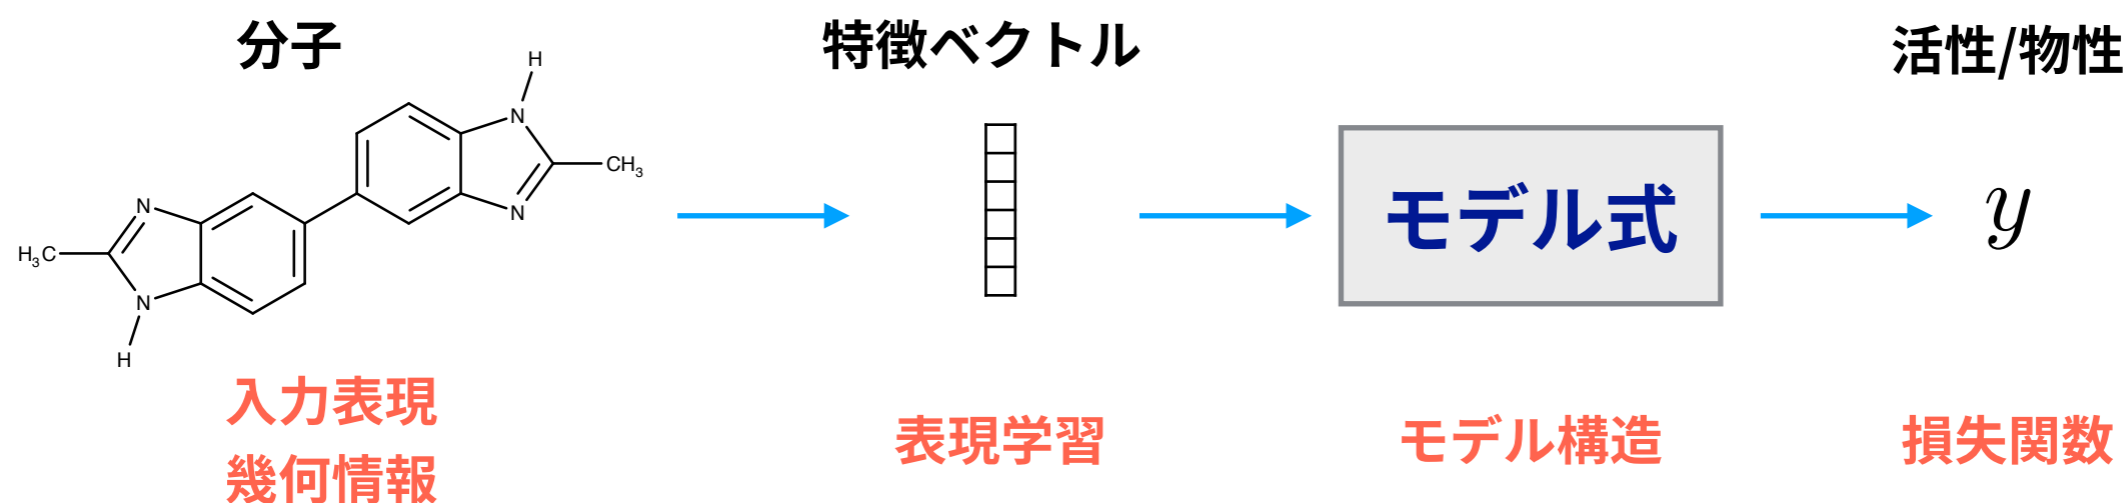 分子
特徴ベクトル
活性/物性
H
N
CH3
N
N
H3C
N
H
モデル式
y
入力表現
幾何情報
表現学習
モデル構造
損失関数